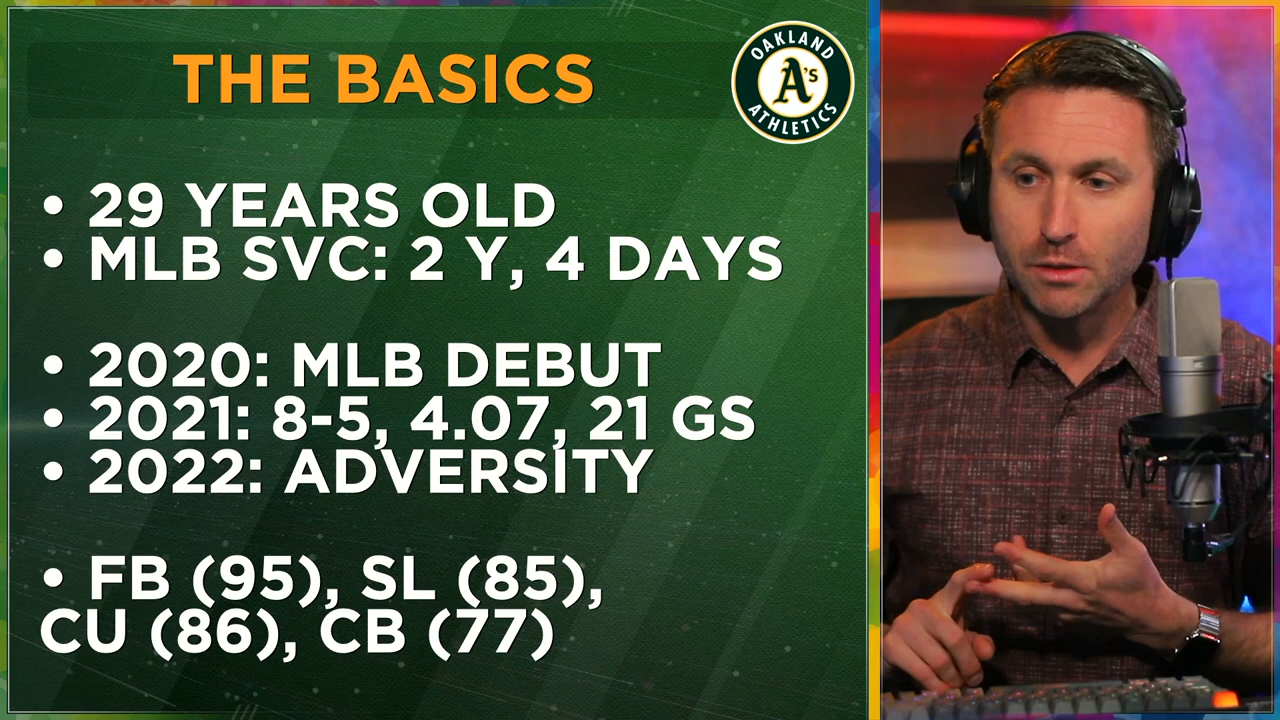 THE BASICS
OAKLAND
A's
ATHLETICS
• 29 YEARS OLD
• MLB SVC: 2 Y, 4 DAYS
• 2020: MLB DEBUT
• 2021: 8-5, 4.07, 21 GS
• 2022: ADVERSITY
• FB (95), SL (85),
CU (86), CB (77)